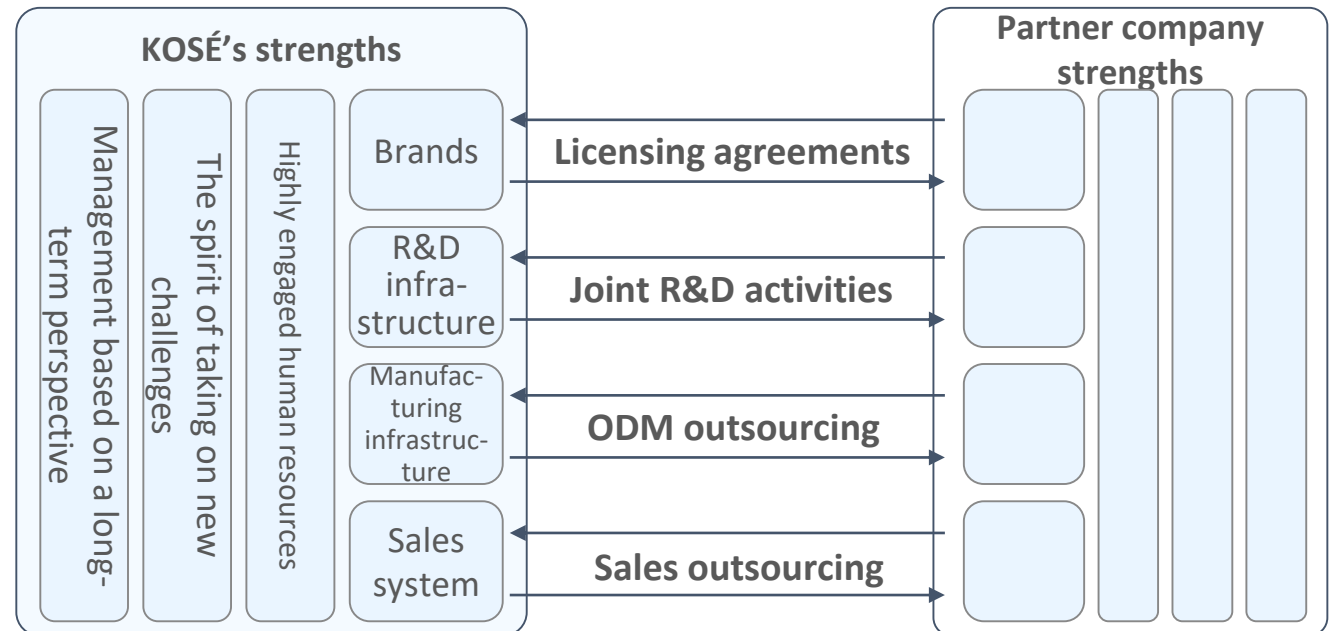 KOSÉ’s strengths
Management based on a long-
term perspective
The spirit of taking on new
challenges
Highly engaged human resources
Brands
R&D
infra-
structure
Manufac-
turing
infrastruc-
ture
Sales
system
Licensing agreements
Joint R&D activities
ODM outsourcing
Sales outsourcing
Partner company
strengths